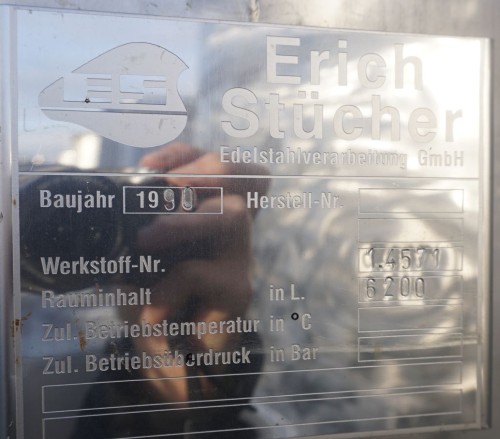 Erich
Stücher
Edelstahlverarbeitung GmbH
Baujahr 1990 Herstell-Nr.
Werkstoff-Nr. 1.4571
Rauminhalt in L. 6200
Zul. Betriebstemperatur in °C
Zul. Betriebsüberdruck in Bar